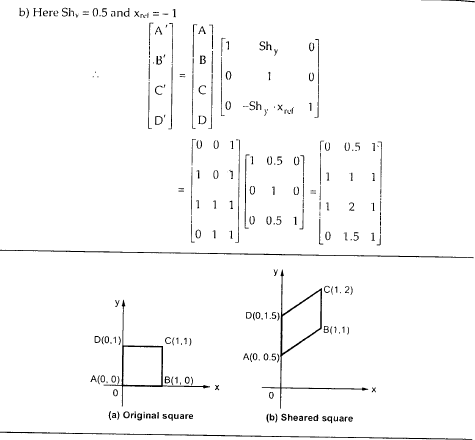 b) Here Shy = 0.5 and xref = – 1
∴ [A′ B′ C′ D′] = [A B C D] [1 Shy 0
0 1 0
0 –Shy · xref 1]
= [0 0 1
1 0 1
1 1 1
0 1 1] [1 0.5 0
0 1 0
0 0.5 1] = [0 0.5 1
1 1 1
1 2 1
0 1.5 1]
y
D(0,1) C(1,1)
A(0, 0) B(1, 0)
0 x
(a) Original square
y
C(1, 2)
D(0,1.5)
B(1,1)
A(0, 0.5)
0 x
(b) Sheared square